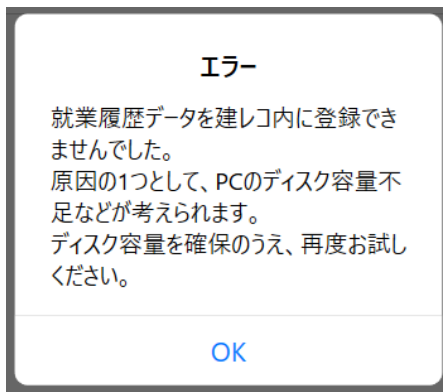 エラー
就業履歴データを建レコ内に登録でき
ませんでした。
原因の1つとして、PCのディスク容量不
足などが考えられます。
ディスク容量を確保のうえ、再度お試し
ください。
OK